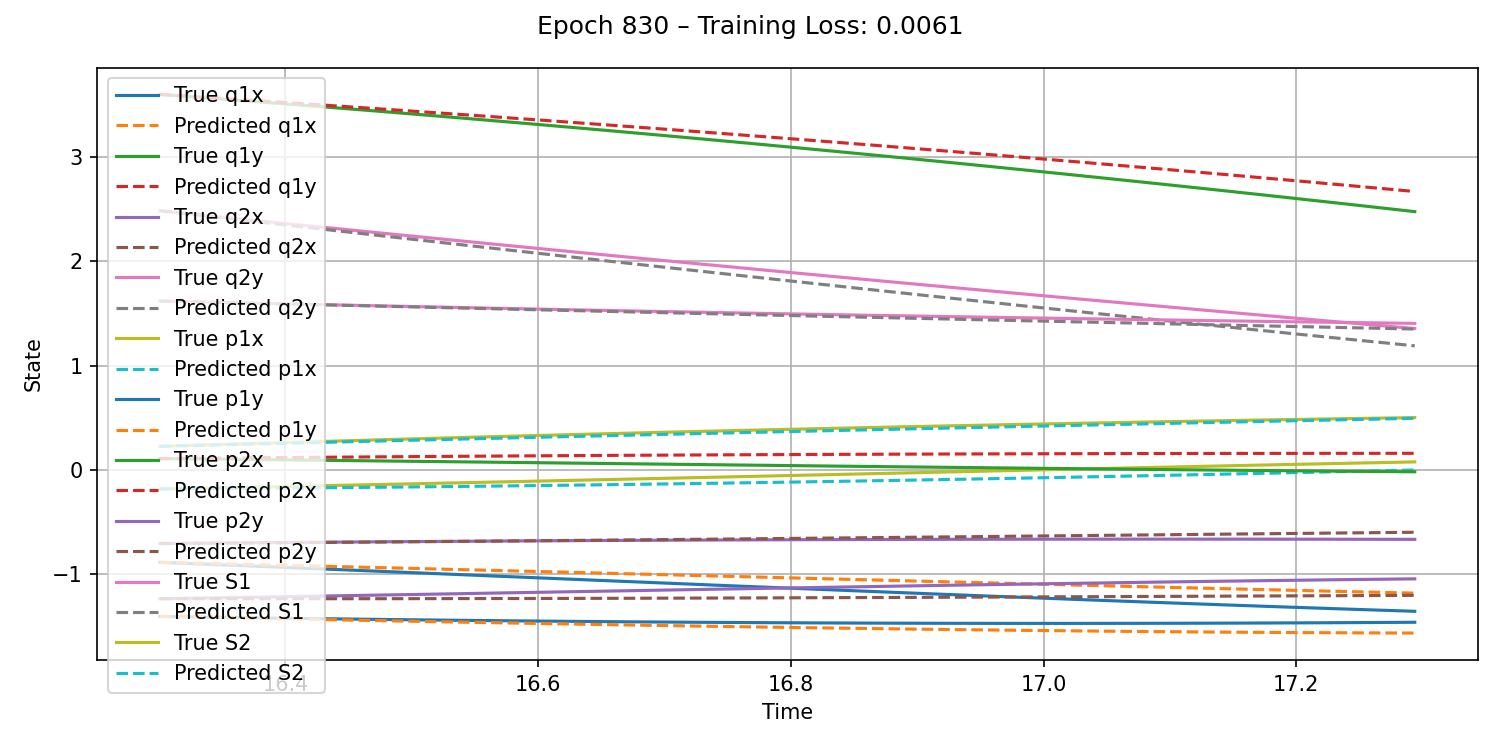 Epoch 830 – Training Loss: 0.0061
State
3
2
1
0
−1
True q1x
Predicted q1x
True q1y
Predicted q1y
True q2x
Predicted q2x
True q2y
Predicted q2y
True p1x
Predicted p1x
True p1y
Predicted p1y
True p2x
Predicted p2x
True p2y
Predicted p2y
True S1
Predicted S1
True S2
Predicted S2
16.4 16.6 16.8 17.0 17.2
Time